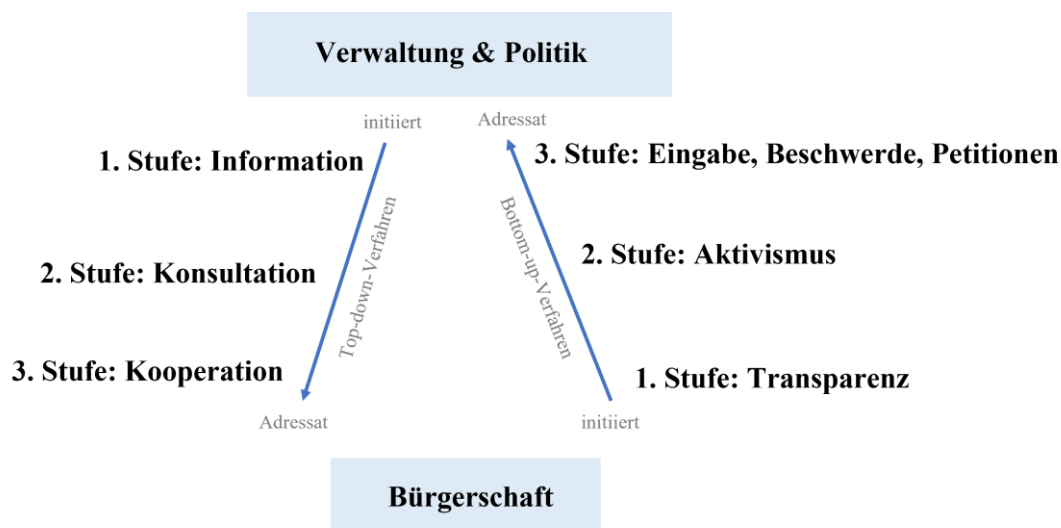 Verwaltung & Politik
initiiert
Adressat
1. Stufe: Information
3. Stufe: Eingabe, Beschwerde, Petitionen
Top-down-Verfahren
Bottom-up-Verfahren
2. Stufe: Konsultation
2. Stufe: Aktivismus
3. Stufe: Kooperation
1. Stufe: Transparenz
Adressat
initiiert
Bürgerschaft